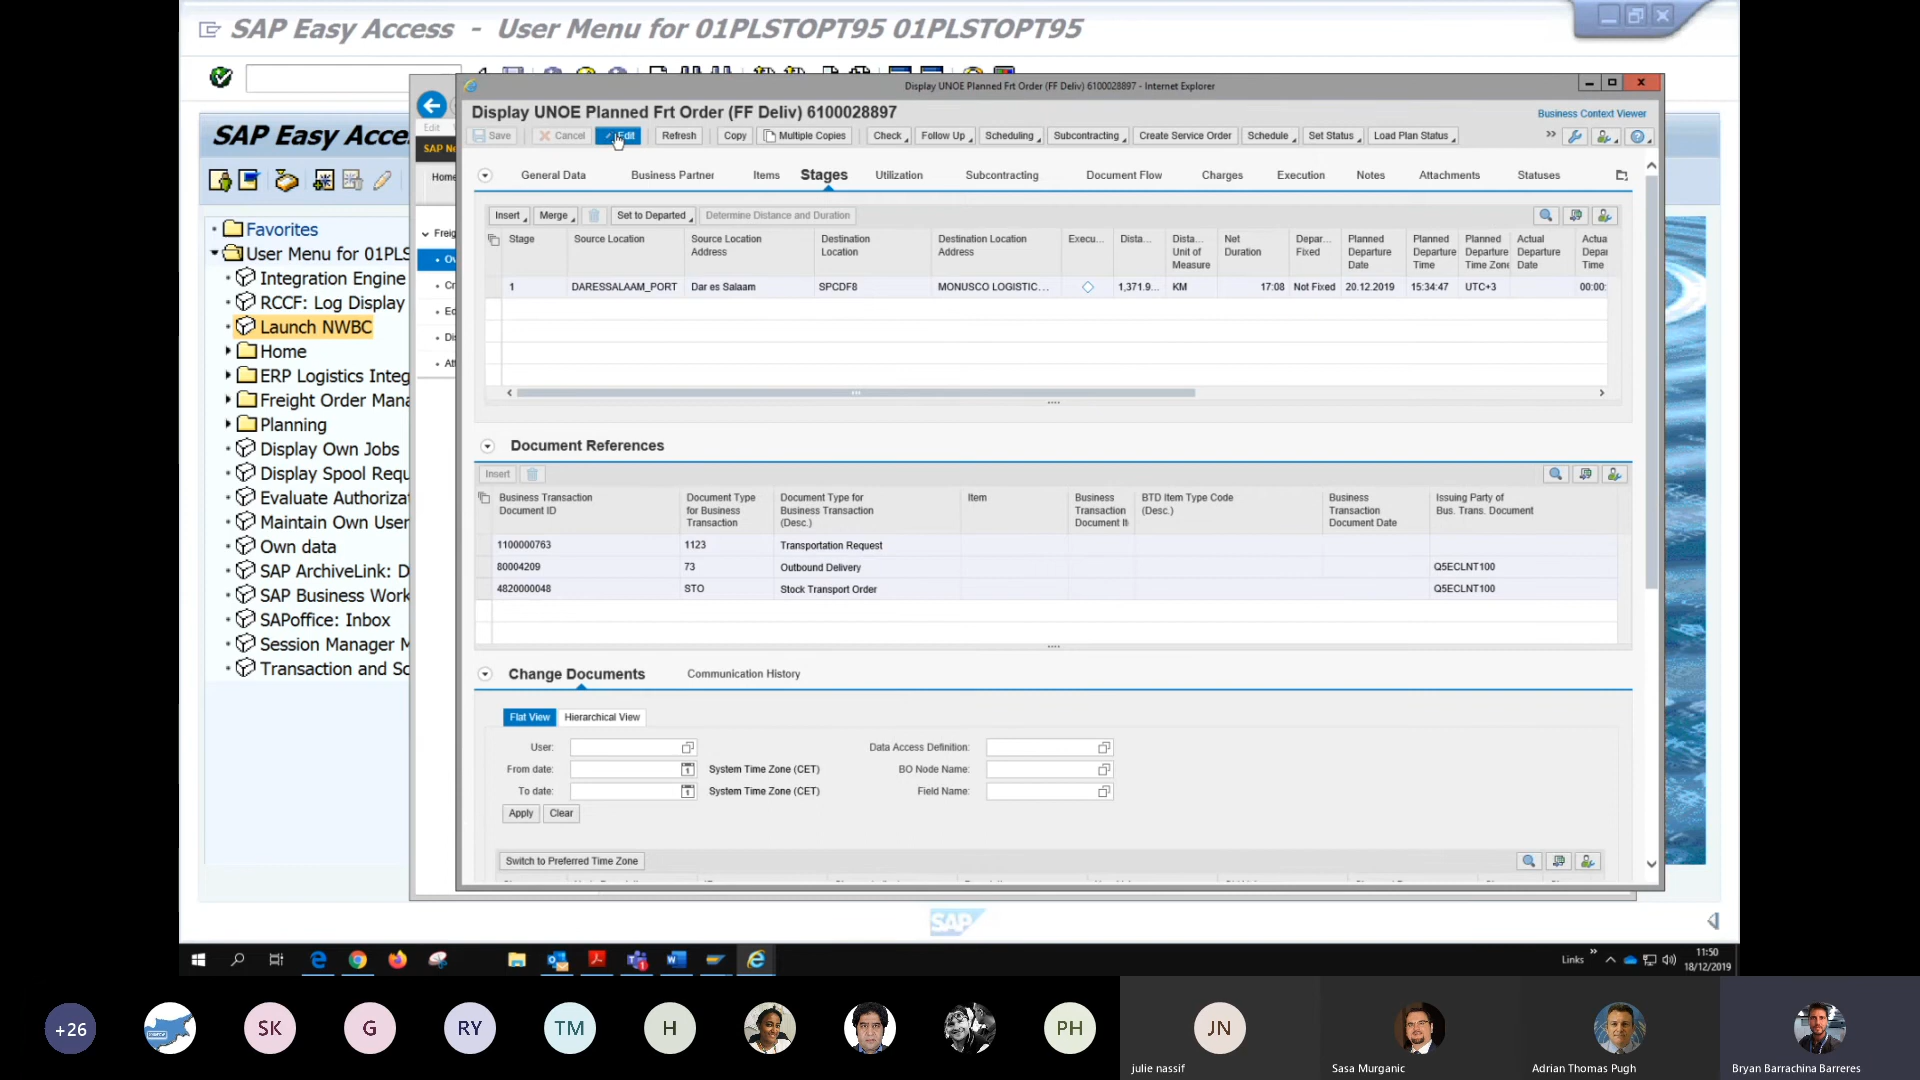 SAP Easy Access - User Menu for 01PLSTOPT95 01PLSTOPT95
SAP Easy Acce
Favorites
User Menu for 01PLS
Integration Engine
RCCF: Log Display
Launch NWBC
Home
ERP Logistics Integ
Freight Order Mana
Planning
Display Own Jobs
Display Spool Requ
Evaluate Authorizat
Maintain Own User
Own data
SAP ArchiveLink: D
SAP Business Work
SAPoffice: Inbox
Session Manager M
Transaction and Sc
Edit
SAP Ne
Home
Freig
Ov
Cr
Ec
Dis
Att
Display UNOE Planned Frt Order (FF Deliv) 6100028897 - Internet Explorer
Display UNOE Planned Frt Order (FF Deliv) 6100028897
Business Context Viewer
Save Cancel Edit Refresh Copy Multiple Copies Check Follow Up Scheduling Subcontracting Create Service Order Schedule Set Status Load Plan Status
General Data Business Partner Items Stages Utilization Subcontracting Document Flow Charges Execution Notes Attachments Statuses
Insert Merge Set to Departed Determine Distance and Duration
Stage Source Location Source Location Address Destination Location Destination Location Address Execu... Dista... Dista... Unit of Measure Net Duration Depar... Fixed Planned Departure Date Planned Departure Time Planned Departure Time Zone Actual Departure Date Actua Depar Time
1 DARESSALAAM_PORT Dar es Salaam SPCDF8 MONUSCO LOGISTIC... 1,371.9... KM 17:08 Not Fixed 20.12.2019 15:34:47 UTC+3 00:00:
Document References
Insert
Business Transaction Document ID Document Type for Business Transaction Document Type for Business Transaction (Desc.) Item Business Transaction Document It BTD Item Type Code (Desc.) Business Transaction Document Date Issuing Party of Bus. Trans. Document
1100000763 1123 Transportation Request
80004209 73 Outbound Delivery Q5ECLNT100
4820000048 STO Stock Transport Order Q5ECLNT100
Change Documents Communication History
Flat View Hierarchical View
User: Data Access Definition:
From date: System Time Zone (CET) BO Node Name:
To date: System Time Zone (CET) Field Name:
Apply Clear
Switch to Preferred Time Zone
SAP
Links 11:50
18/12/2019
+26 SK G RY TM H PH JN
julie nassif Sasa Murganic Adrian Thomas Pugh Bryan Barrachina Barreres